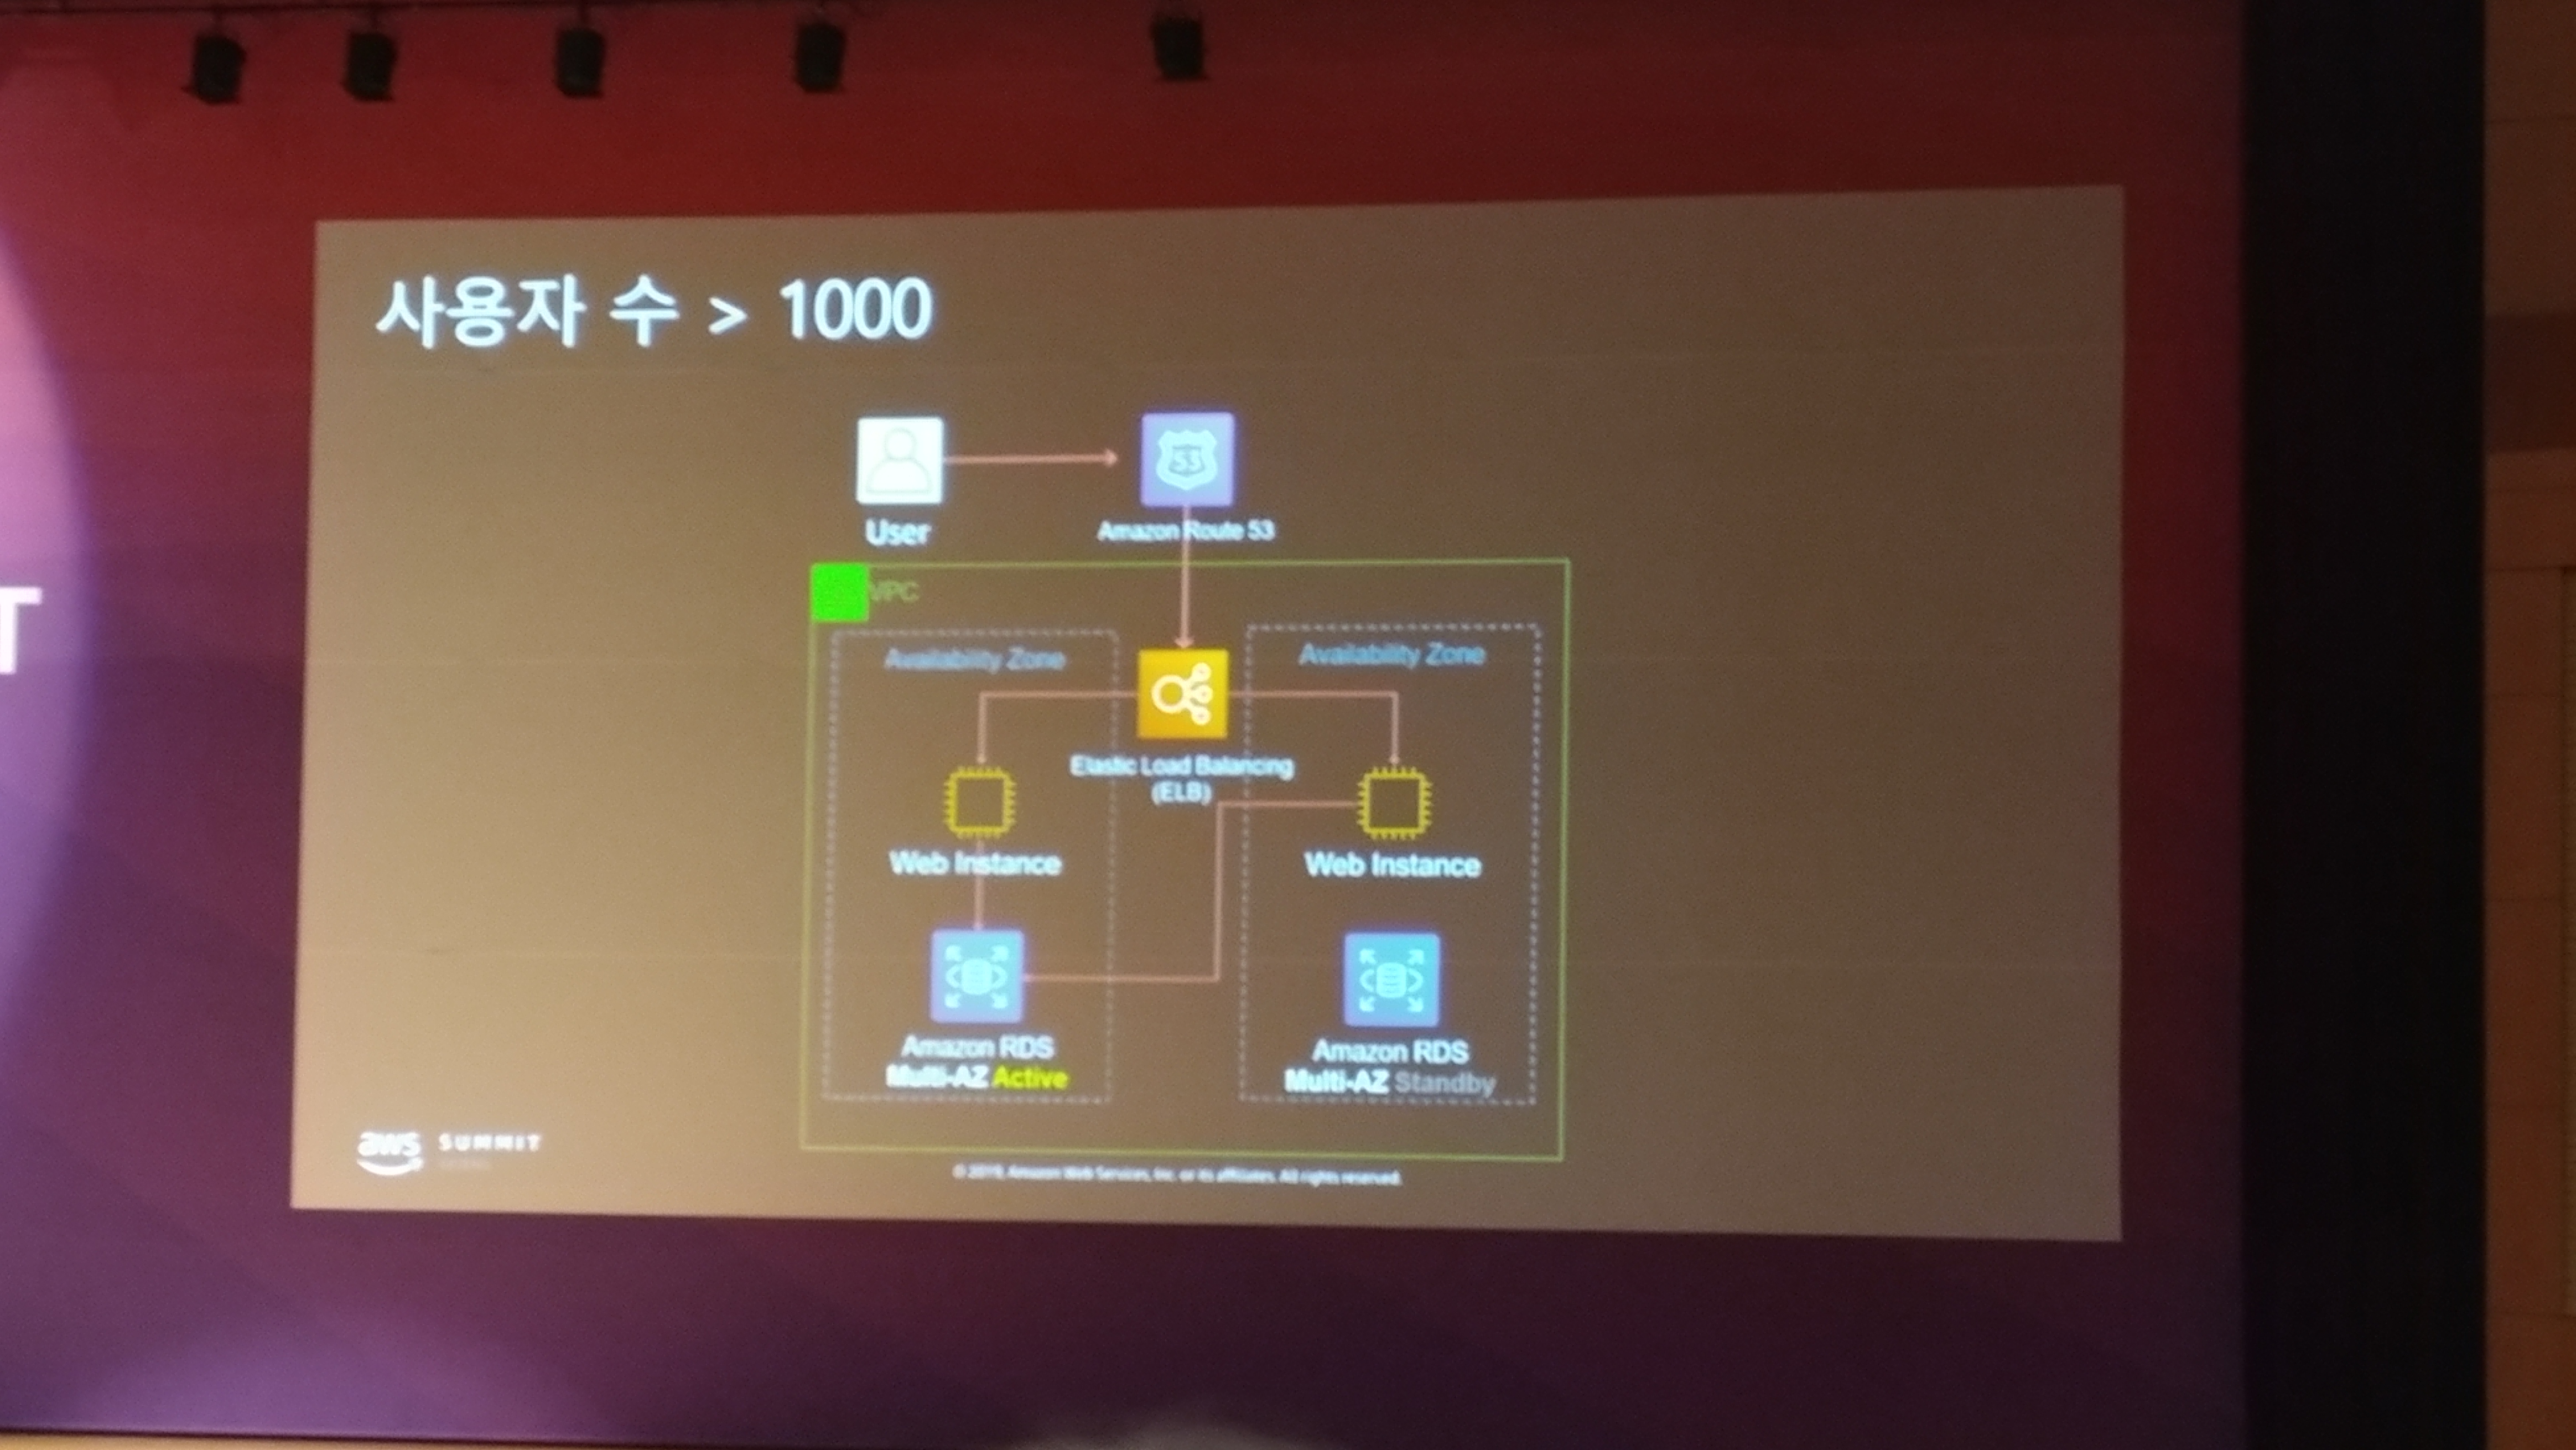 사용자 수 > 1000
User
Amazon Route 53
VPC
Availability Zone
Availability Zone
Elastic Load Balancing
(ELB)
Web Instance
Web Instance
Amazon RDS
Multi-AZ Active
Amazon RDS
Multi-AZ Standby
aws SUMMIT
© 2019, Amazon Web Services, Inc. or its affiliates. All rights reserved.
T